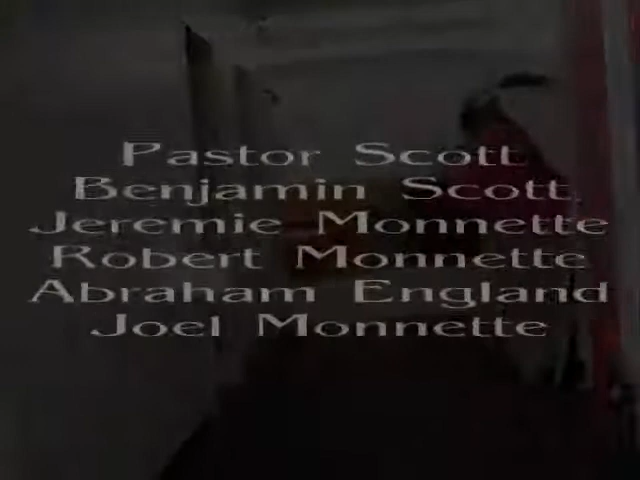 Pastor Scott
Benjamin Scott
Jeremie Monnette
Robert Monnette
Abraham England
Joel Monnette